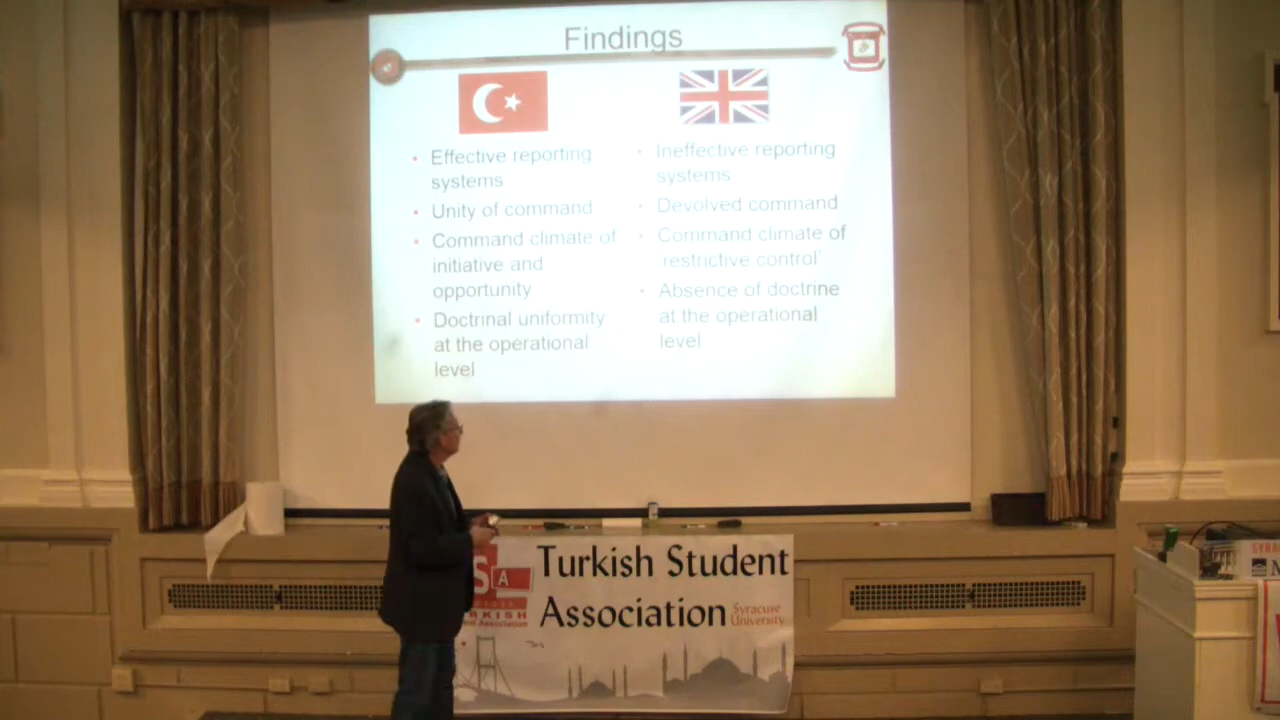 Findings
• Effective reporting
systems
• Unity of command
• Command climate of
initiative and
opportunity
• Doctrinal uniformity
at the operational
level
• Ineffective reporting
systems
• Devolved command
• Command climate of
'restrictive control'
• Absence of doctrine
at the operational
level
SA
Turkish Student
Association
Syracuse
University